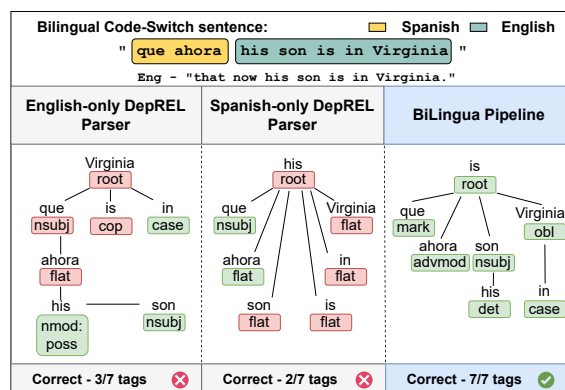 Bilingual Code-Switch sentence: Spanish English
" que ahora his son is in Virginia "
Eng - "that now his son is in Virginia."
English-only DepREL Parser
Spanish-only DepREL Parser
BiLingua Pipeline
Virginia
root
que is in
nsubj cop case
ahora
flat
his son
nmod: poss nsubj
his
root
que Virginia
nsubj flat
ahora in
flat flat
son is
flat flat
is
root
que Virginia
mark obl
ahora son
advmod nsubj
his in
det case
Correct - 3/7 tags
Correct - 2/7 tags
Correct - 7/7 tags